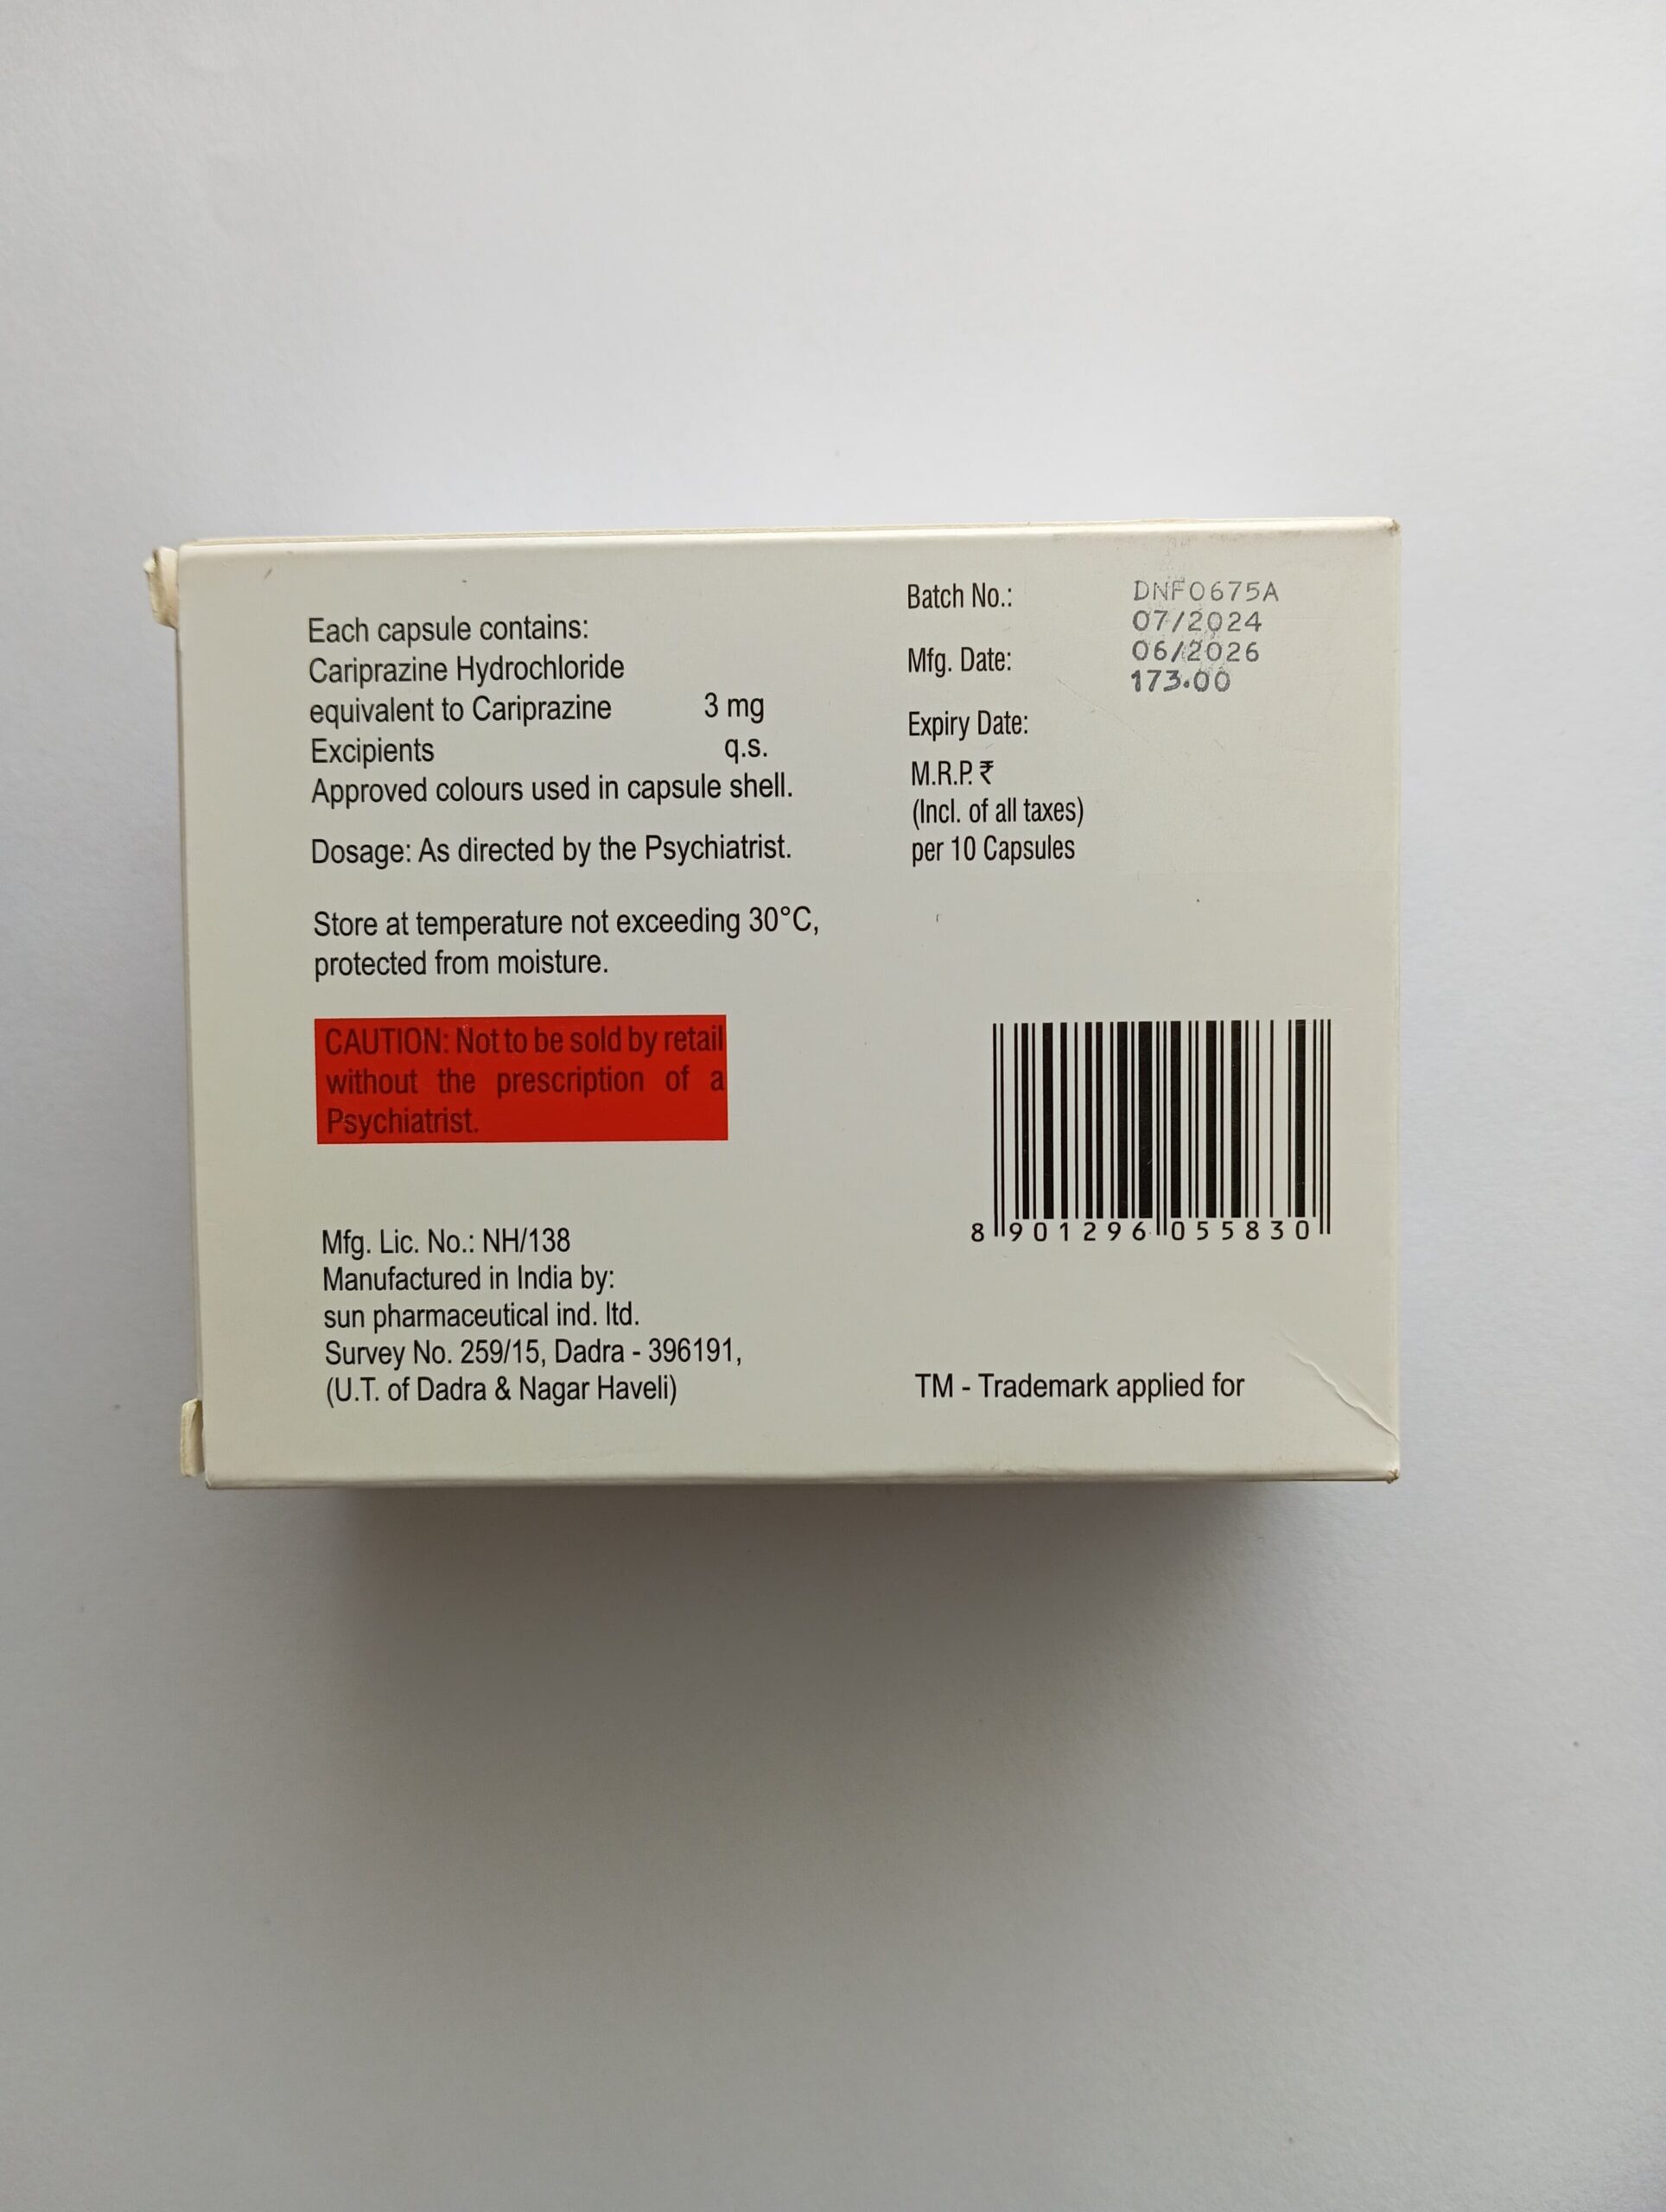 Each capsule contains:
Cariprazine Hydrochloride
equivalent to Cariprazine 3 mg
Excipients q.s.
Approved colours used in capsule shell.
Dosage: As directed by the Psychiatrist.
Store at temperature not exceeding 30°C,
protected from moisture.
CAUTION: Not to be sold by retail
without the prescription of a
Psychiatrist.
Mfg. Lic. No.: NH/138
Manufactured in India by:
sun pharmaceutical ind. ltd.
Survey No. 259/15, Dadra - 396191,
(U.T. of Dadra & Nagar Haveli)
Batch No.:
Mfg. Date:
Expiry Date:
M.R.P. ₹
(Incl. of all taxes)
per 10 Capsules
DNF0675A
07/2024
06/2026
173.00
8 901296 055830
TM - Trademark applied for